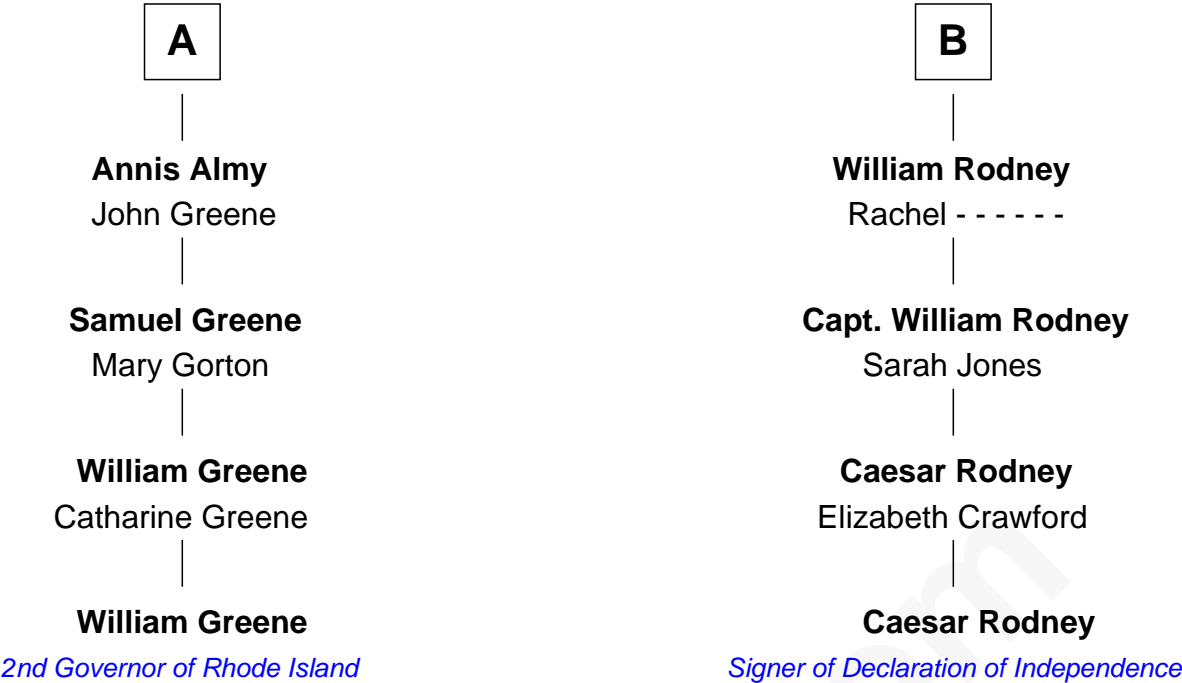 A
B
Annis Almy
John Greene
William Rodney
Rachel - - - - - -
Samuel Greene
Mary Gorton
Capt. William Rodney
Sarah Jones
William Greene
Catharine Greene
Caesar Rodney
Elizabeth Crawford
William Greene
2nd Governor of Rhode Island
Caesar Rodney
Signer of Declaration of Independence